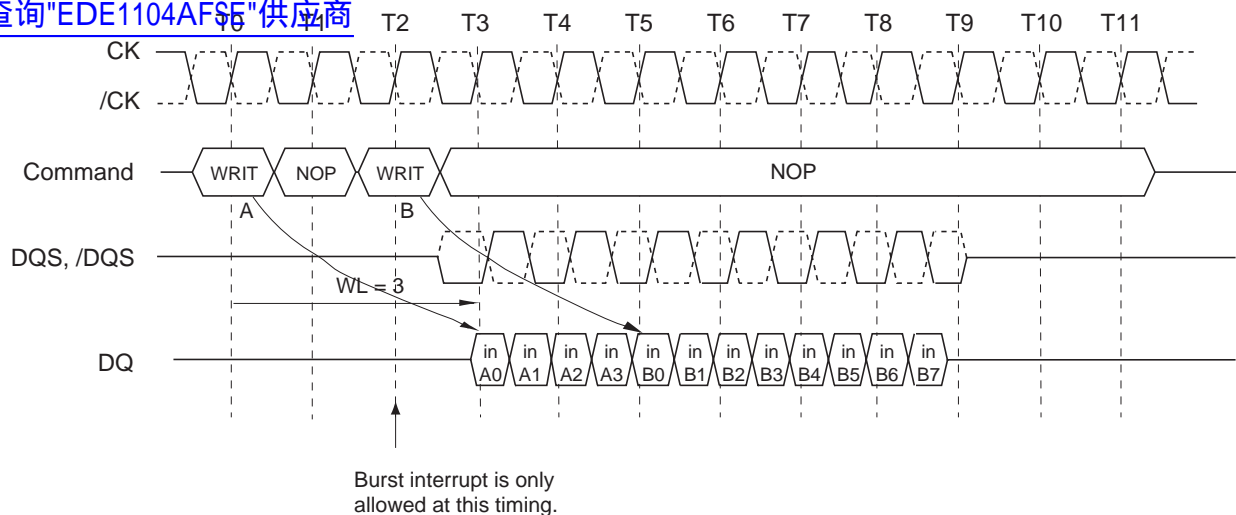 查询"EDE1104AFSE"供应商
T0 T1 T2 T3 T4 T5 T6 T7 T8 T9 T10 T11
CK
/CK
Command WRIT NOP WRIT NOP
A B
DQS, /DQS
WL = 3
DQ
in in in in in in in in in in in in
A0 A1 A2 A3 B0 B1 B2 B3 B4 B5 B6 B7
Burst interrupt is only
allowed at this timing.